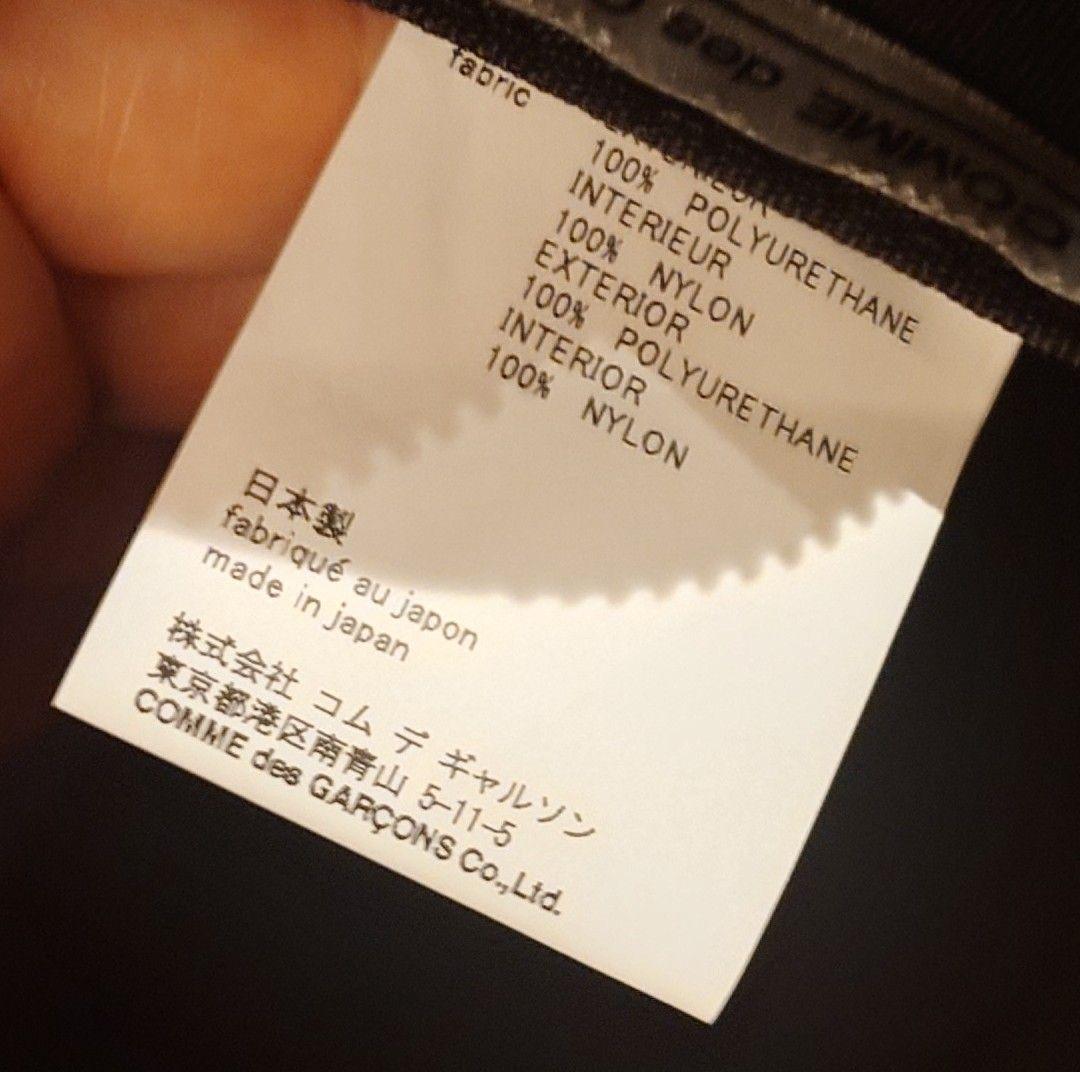 COMME des
fabric
100% POLYURETHANE
INTERIEUR
100% NYLON
EXTERIOR
100% POLYURETHANE
INTERIOR
100% NYLON
日本製
fabriqué au japon
made in japan
株式会社 コム デ ギャルソン
東京都港区南青山 5-11-5
COMME des GARÇONS Co.,Ltd.